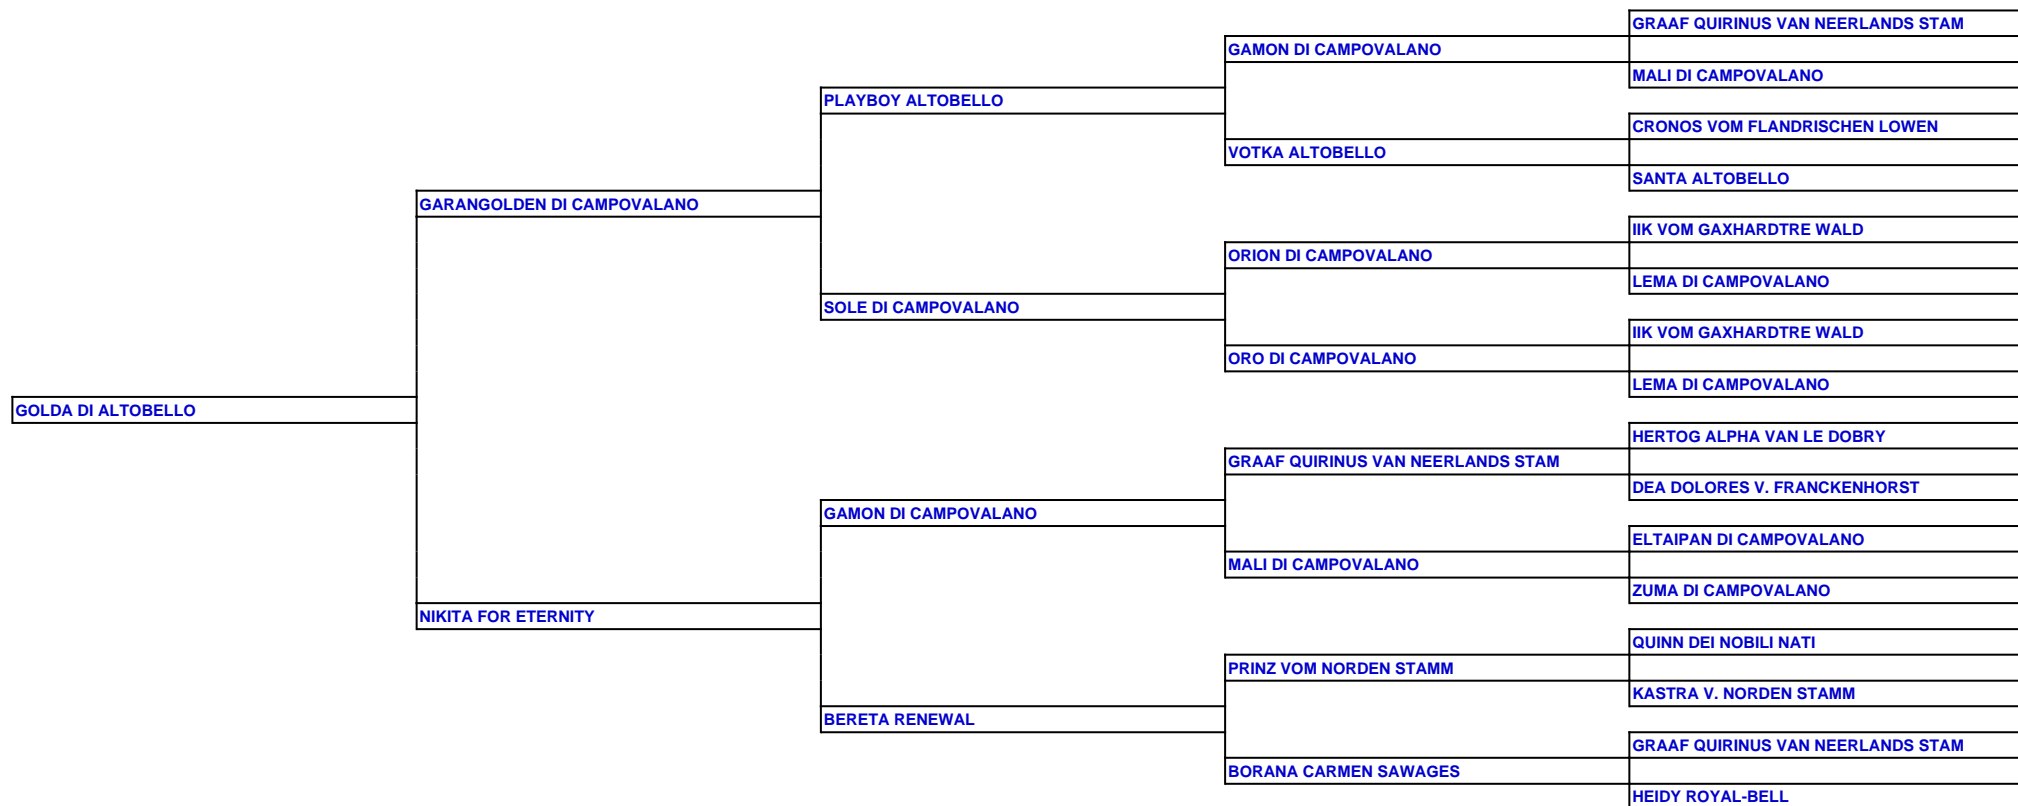 GRAAF QUIRINUS VAN NEERLANDS STAM
GAMON DI CAMPOVALANO
MALI DI CAMPOVALANO
PLAYBOY ALTOBELLO
CRONOS VOM FLANDRISCHEN LOWEN
VOTKA ALTOBELLO
SANTA ALTOBELLO
GARANGOLDEN DI CAMPOVALANO
IIK VOM GAXHARDTRE WALD
ORION DI CAMPOVALANO
LEMA DI CAMPOVALANO
SOLE DI CAMPOVALANO
IIK VOM GAXHARDTRE WALD
ORO DI CAMPOVALANO
LEMA DI CAMPOVALANO
GOLDA DI ALTOBELLO
HERTOG ALPHA VAN LE DOBRY
GRAAF QUIRINUS VAN NEERLANDS STAM
DEA DOLORES V. FRANCKENHORST
GAMON DI CAMPOVALANO
ELTAIPAN DI CAMPOVALANO
MALI DI CAMPOVALANO
ZUMA DI CAMPOVALANO
NIKITA FOR ETERNITY
QUINN DEI NOBILI NATI
PRINZ VOM NORDEN STAMM
KASTRA V. NORDEN STAMM
BERETA RENEWAL
GRAAF QUIRINUS VAN NEERLANDS STAM
BORANA CARMEN SAWAGES
HEIDY ROYAL-BELL